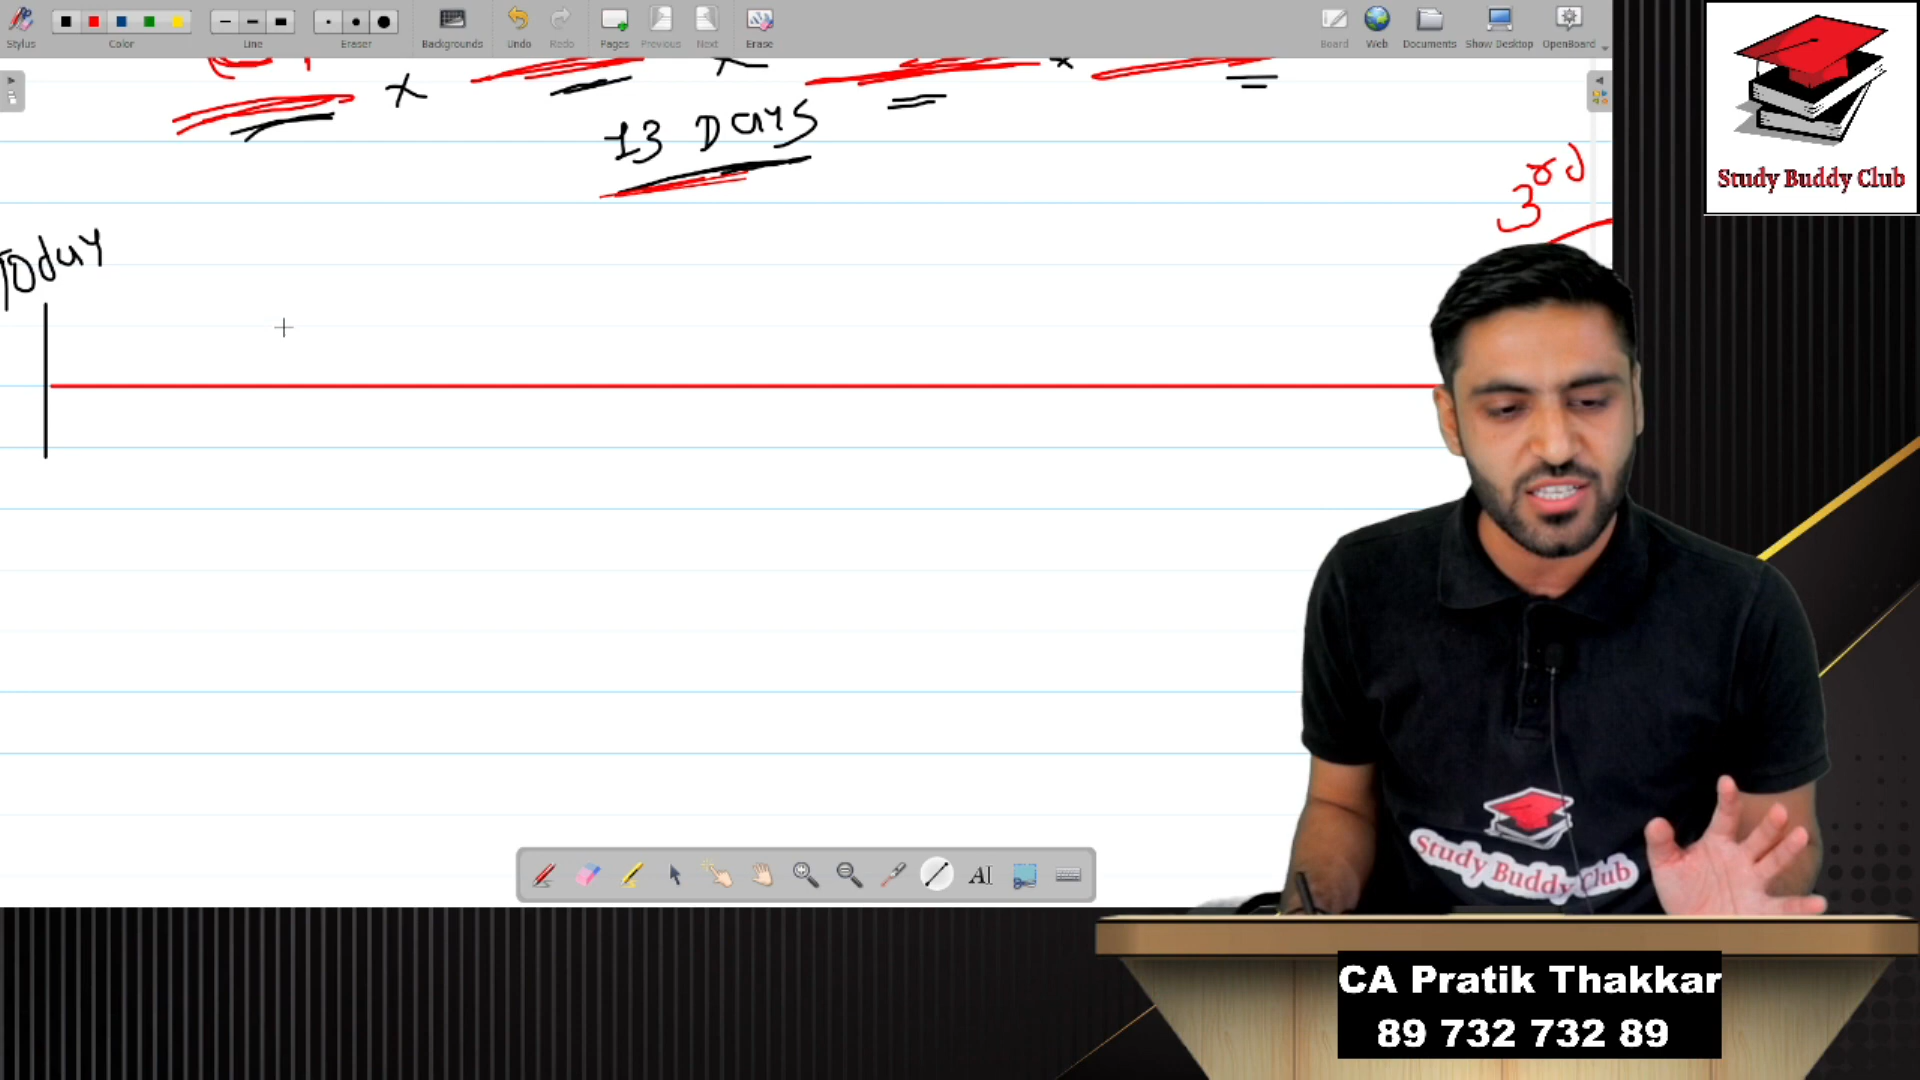 Stylus
Color
Line
Eraser
Backgrounds
Undo
Redo
Pages
Previous
Next
Erase
Board
Web
Documents
Show Desktop
OpenBoard
x
x
13 Days
3rd
Today
AI
Study Buddy Club
Study Buddy Club
CA Pratik Thakkar
89 732 732 89